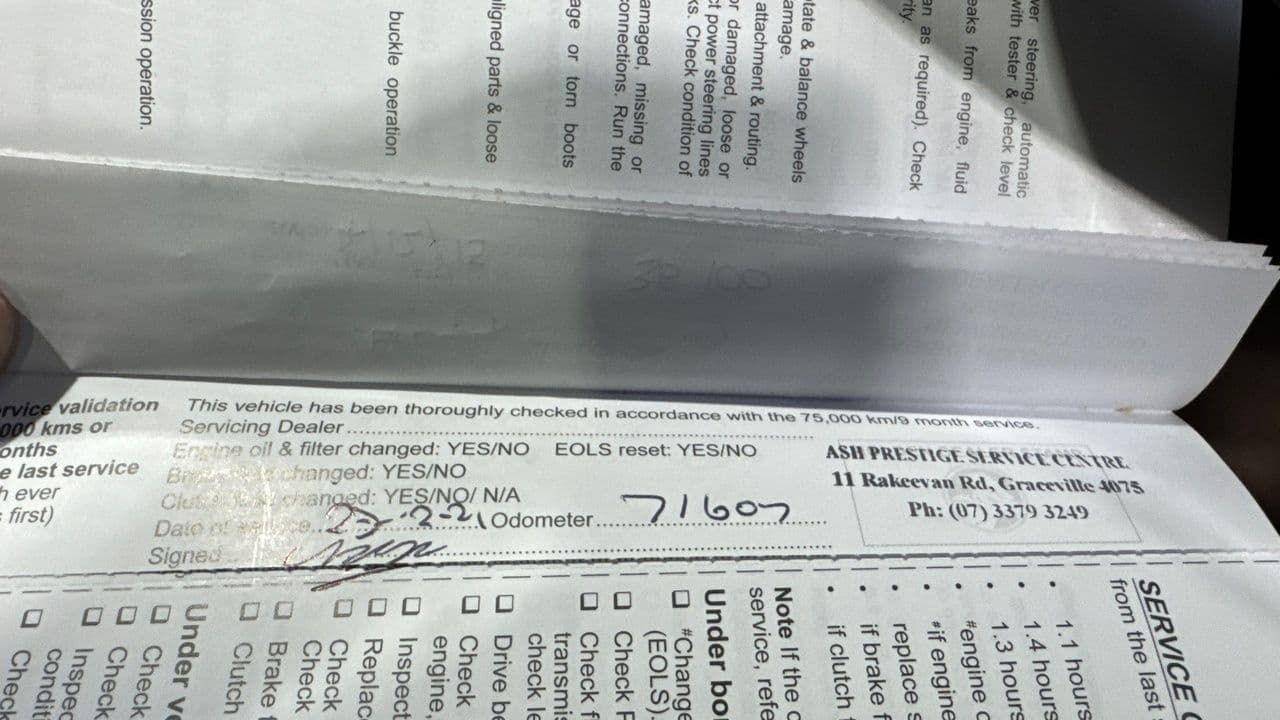 ver steering, automatic
with tester & check level
eaks from engine, fluid
an as required). Check
rity.
tate & balance wheels
amage.
attachment & routing.
or damaged, loose or
ct power steering lines
ks. Check condition of
amaged, missing or
connections. Run the
age or torn boots
ligned parts & loose
buckle operation
ssion operation.
rvice validation
000 kms or
onths
e last service
h ever
first)
This vehicle has been thoroughly checked in accordance with the 75,000 km/9 month service.
Servicing Dealer
Engine oil & filter changed: YES/NO EOLS reset: YES/NO
changed: YES/NO
changed: YES/NO/ N/A
Date of 2-21 Odometer 71607
Signed
ASH PRESTIGE SERVICE CENTRE
11 Rakeevan Rd, Graceville 4075
Ph: (07) 3379 3249
SERVICE
from the last
• 1.1 hours
• 1.4 hours
• 1.3 hours
• #engine
• *if engine
• replace
• if brake f
• if clutch
Note If the
service, refe
Under bo
#Change
(EOLS).
Check F
Check f
transmis
check le
Drive be
Check
engine,
Inspect
Replac
Check
Check
Brake
Clutch
Under v
Check
Check
Inspec
conditi
Check